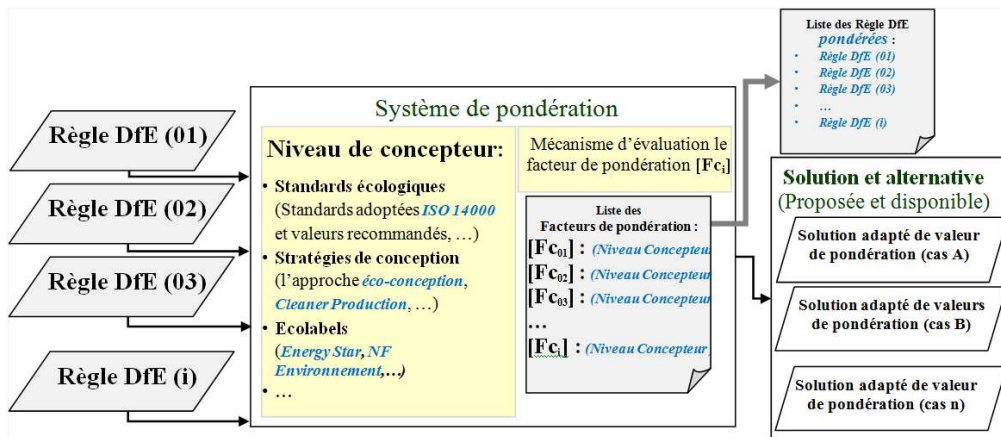 Règle DfE (01)
Règle DfE (02)
Règle DfE (03)
Règle DfE (i)
Système de pondération
Niveau de concepteur:
• Standards écologiques
(Standards adoptées ISO 14000
et valeurs recommandés, …)
• Stratégies de conception
(l’approche éco-conception,
Cleaner Production, …)
• Ecolabels
(Energy Star, NF
Environnement,…)
• …
Mécanisme d’évaluation le
facteur de pondération [Fci]
Liste des
Facteurs de pondération :
[Fc01] : (Niveau Concepteur
[Fc02] : (Niveau Concepteur
[Fc03] : (Niveau Concepteur
…
[Fci] : (Niveau Concepteur
Liste des Règle DfE
pondérées :
• Règle DfE (01)
• Règle DfE (02)
• Règle DfE (03)
• …
• Règle DfE (i)
Solution et alternative
(Proposée et disponible)
Solution adapté de valeur
de pondération (cas A)
Solution adapté de valeurs
de pondération (cas B)
Solution adapté de valeur
de pondération (cas n)